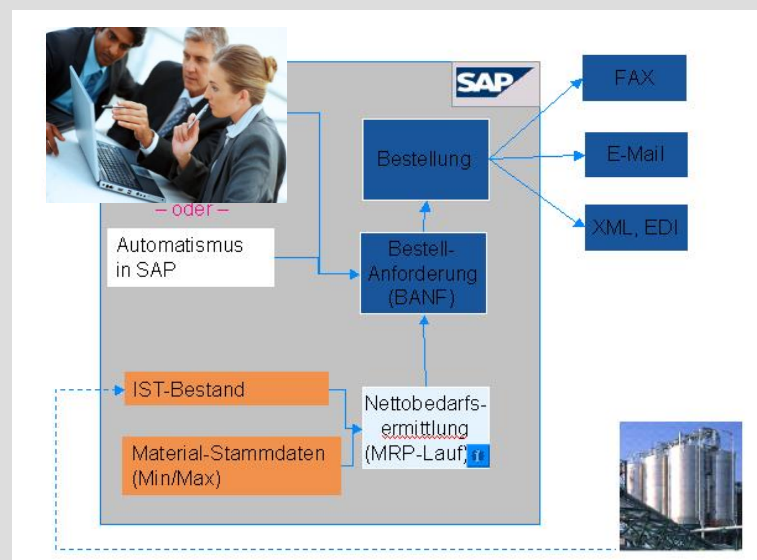 SAP
FAX
Bestellung
E-Mail
– oder –
XML, EDI
Automatismus
in SAP
Bestell-
Anforderung
(BANF)
IST-Bestand
Nettobedarfs-
ermittlung
(MRP-Lauf)
Material-Stammdaten
(Min/Max)